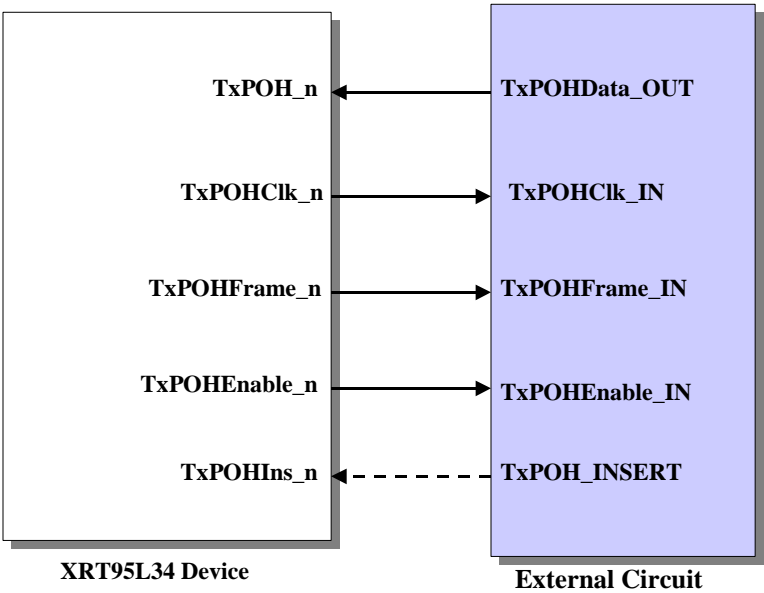 TxPOH_n TxPOHData_OUT
TxPOHClk_n TxPOHClk_IN
TxPOHFrame_n TxPOHFrame_IN
TxPOHEnable_n TxPOHEnable_IN
TxPOHIns_n TxPOH_INSERT
XRT95L34 Device
External Circuit